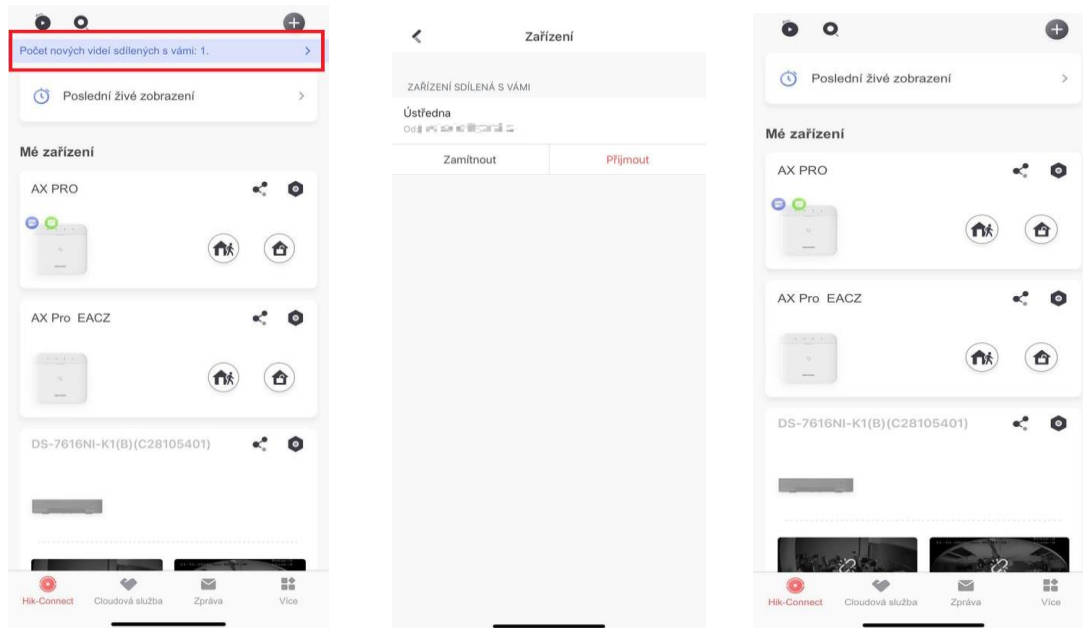 Počet nových videí sdílených s vámi: 1.
Poslední živé zobrazení
Mé zařízení
AX PRO
AX Pro EACZ
DS-7616NI-K1(B)(C28105401)
Hik-Connect
Cloudová služba
Zpráva
Více
Zařízení
ZAŘÍZENÍ SDÍLENÁ S VÁMI
Ústředna
Od:
Zamítnout
Přijmout
Poslední živé zobrazení
Mé zařízení
AX PRO
AX Pro EACZ
DS-7616NI-K1(B)(C28105401)
Hik-Connect
Cloudová služba
Zpráva
Více